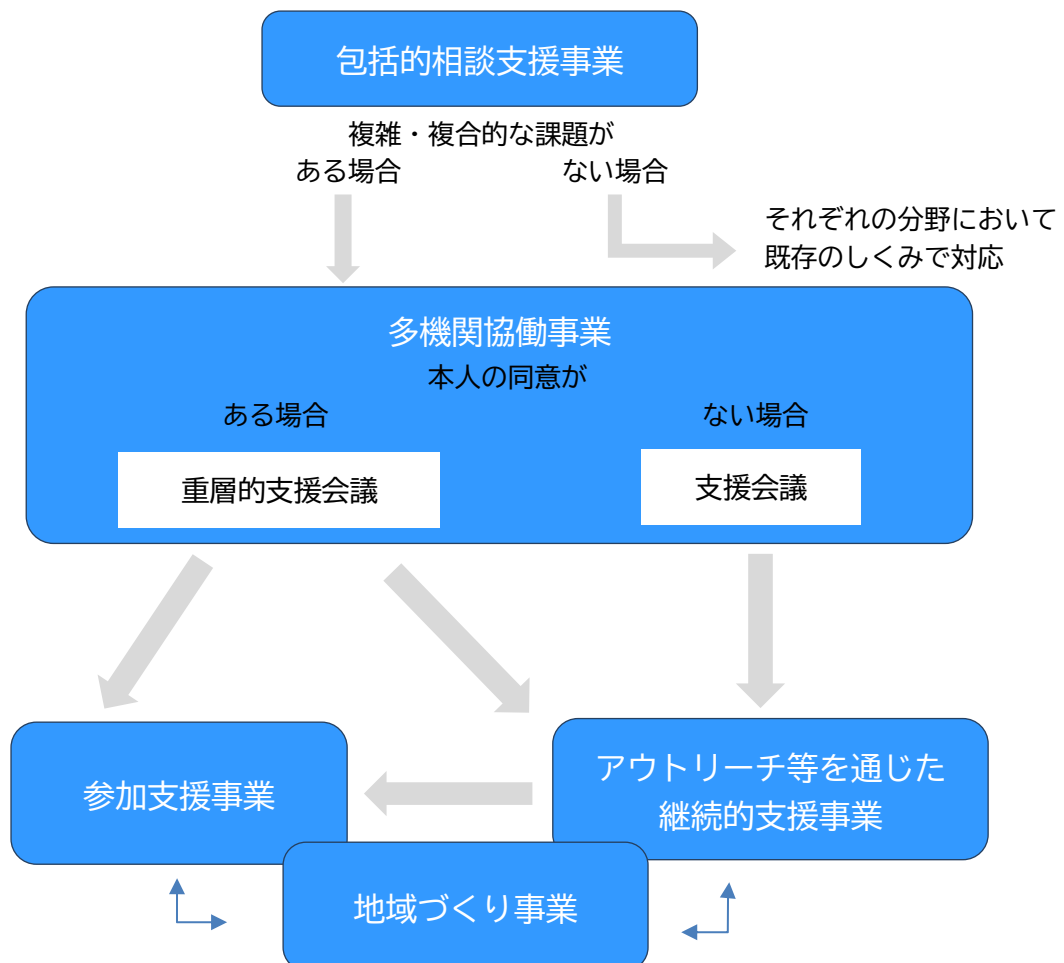 包括的相談支援事業
複雑・複合的な課題が
ある場合
ない場合
それぞれの分野において
既存のしくみで対応
多機関協働事業
本人の同意が
ある場合
ない場合
重層的支援会議
支援会議
参加支援事業
アウトリーチ等を通じた
継続的支援事業
地域づくり事業